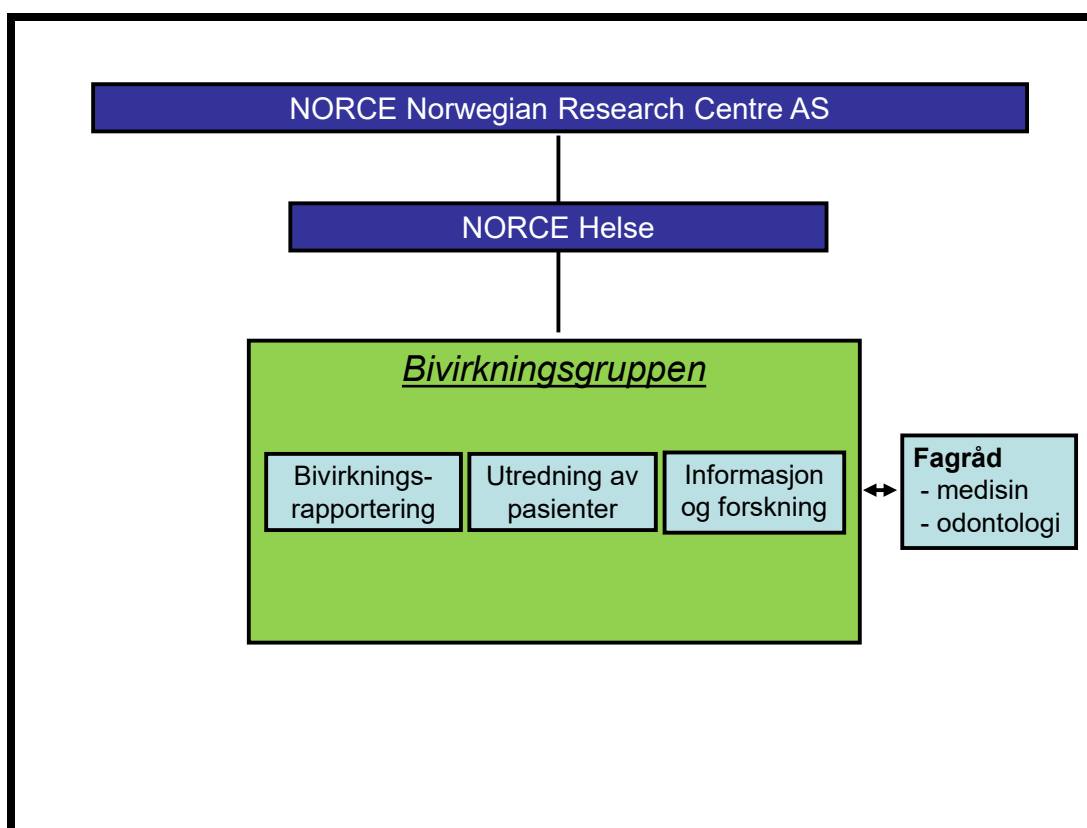 NORCE Norwegian Research Centre AS
NORCE Helse
Bivirkningsgruppen
Bivirknings-
rapportering
Utredning av
pasienter
Informasjon
og forskning
Fagråd
- medisin
- odontologi